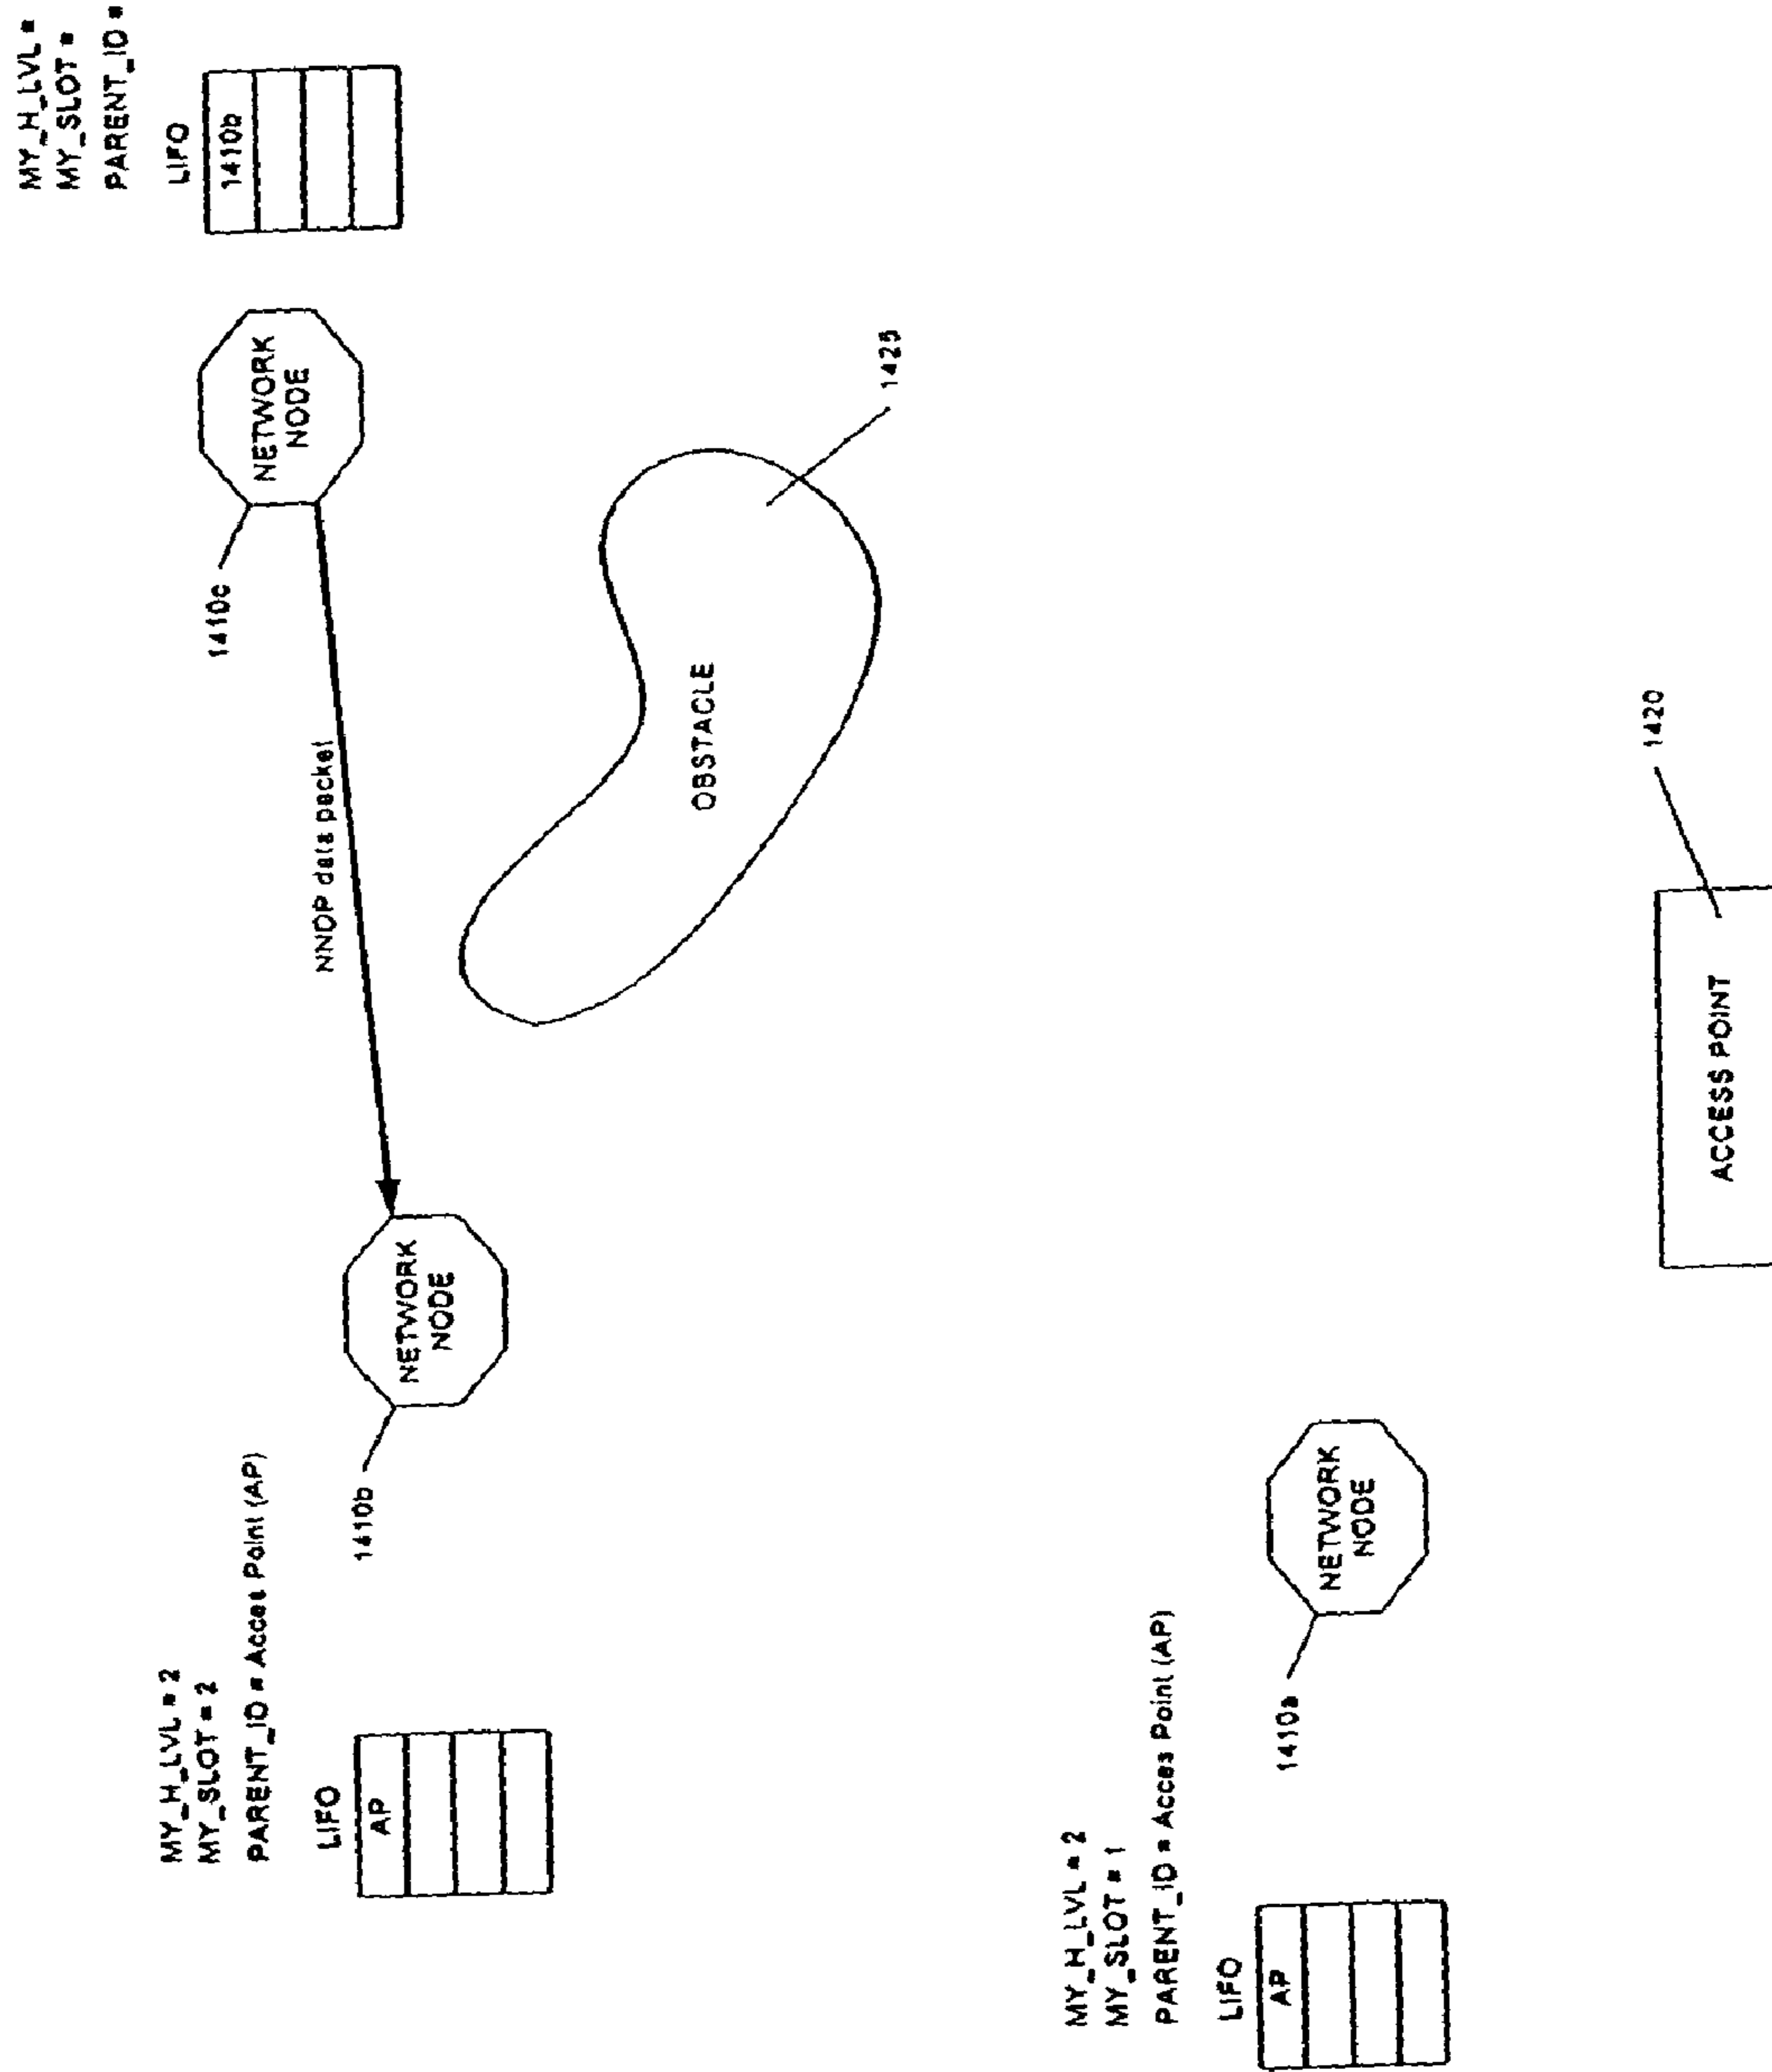 MY_H_LVL =
MY_SLOT =
PARENT_ID =
LIFO
1410b
NETWORK
NODE
1410c
NNDP data packet
OBSTACLE
1425
MY_H_LVL = 2
MY_SLOT = 2
PARENT_ID = Acces Point (AP)
LIFO
AP
NETWORK
NODE
1410b
MY_H_LVL = 2
MY_SLOT = 1
PARENT_ID = Acces Point (AP)
LIFO
AP
NETWORK
NODE
1410a
ACCESS POINT
1420